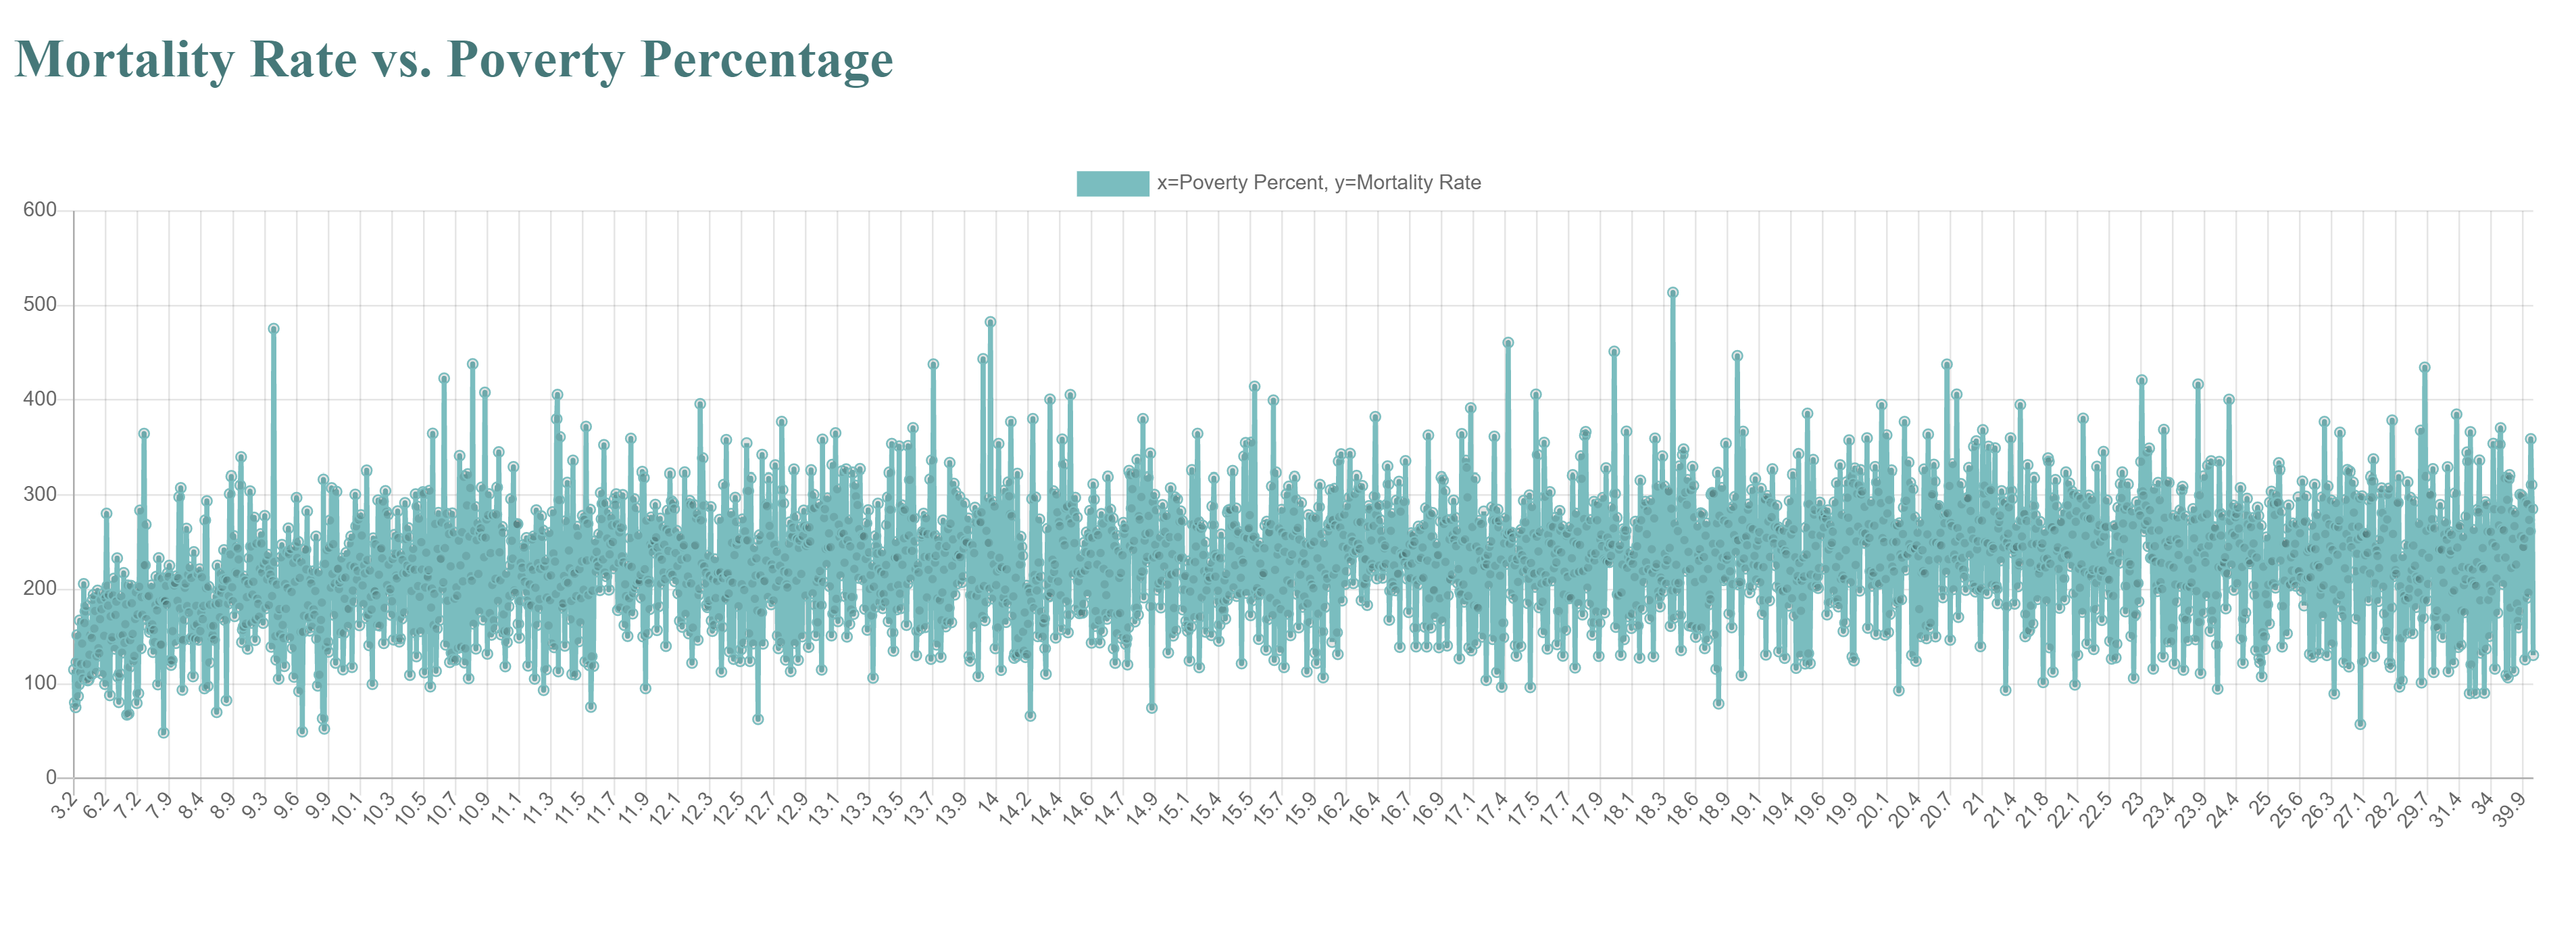 Mortality Rate vs. Poverty Percentage
x=Poverty Percent, y=Mortality Rate
600
500
400
300
200
100
0
3.2 6.2 7.2 7.9 8.4 8.9 9.3 9.6 9.9 10.1 10.3 10.5 10.7 10.9 11.1 11.3 11.5 11.7 11.9 12.1 12.3 12.5 12.7 12.9 13.1 13.3 13.5 13.7 13.9 14 14.2 14.4 14.6 14.7 14.9 15.1 15.4 15.5 15.7 15.9 16.2 16.4 16.7 16.9 17.1 17.4 17.5 17.7 17.9 18.1 18.3 18.6 18.9 19.1 19.4 19.6 19.9 20.1 20.4 20.7 21 21.4 21.8 22.1 22.5 23 23.4 23.9 24.4 25 25.6 26.3 27.1 28.2 29.7 31.4 34 39.9